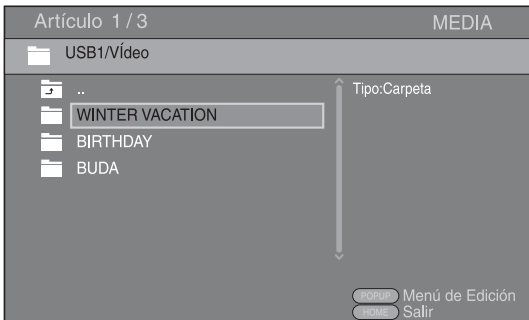 Artículo 1/3
MEDIA
USB1/VÍdeo
..
Tipo:Carpeta
WINTER VACATION
BIRTHDAY
BUDA
POPUP Menú de Edición
HOME Salir